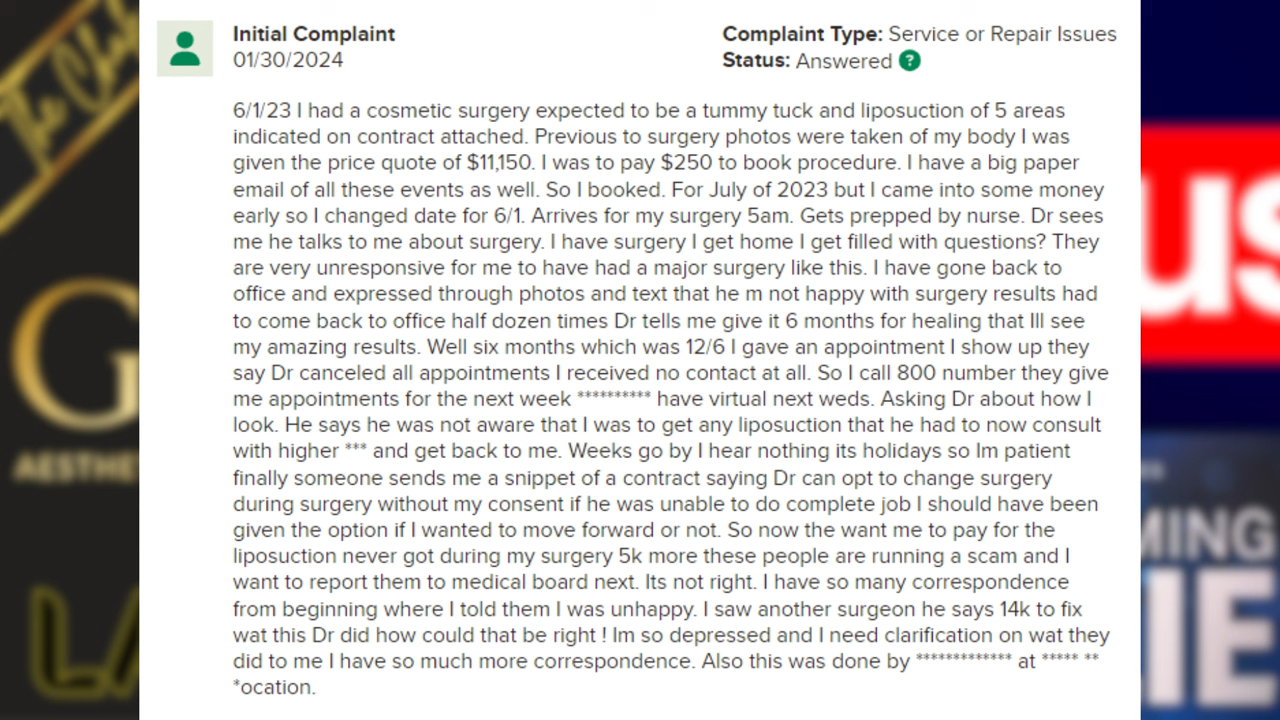 Initial Complaint
01/30/2024
Complaint Type: Service or Repair Issues
Status: Answered ?
6/1/23 I had a cosmetic surgery expected to be a tummy tuck and liposuction of 5 areas
indicated on contract attached. Previous to surgery photos were taken of my body I was
given the price quote of $11,150. I was to pay $250 to book procedure. I have a big paper
email of all these events as well. So I booked. For July of 2023 but I came into some money
early so I changed date for 6/1. Arrives for my surgery 5am. Gets prepped by nurse. Dr sees
me he talks to me about surgery. I have surgery I get home I get filled with questions? They
are very unresponsive for me to have had a major surgery like this. I have gone back to
office and expressed through photos and text that he m not happy with surgery results had
to come back to office half dozen times Dr tells me give it 6 months for healing that Ill see
my amazing results. Well six months which was 12/6 I gave an appointment I show up they
say Dr canceled all appointments I received no contact at all. So I call 800 number they give
me appointments for the next week ********** have virtual next weds. Asking Dr about how I
look. He says he was not aware that I was to get any liposuction that he had to now consult
with higher *** and get back to me. Weeks go by I hear nothing its holidays so Im patient
finally someone sends me a snippet of a contract saying Dr can opt to change surgery
during surgery without my consent if he was unable to do complete job I should have been
given the option if I wanted to move forward or not. So now the want me to pay for the
liposuction never got during my surgery 5k more these people are running a scam and I
want to report them to medical board next. Its not right. I have so many correspondence
from beginning where I told them I was unhappy. I saw another surgeon he says 14k to fix
wat this Dr did how could that be right ! Im so depressed and I need clarification on wat they
did to me I have so much more correspondence. Also this was done by ************* at ***** **
*ocation.
The Club
G
AESTHE
LA
us
MING
IE